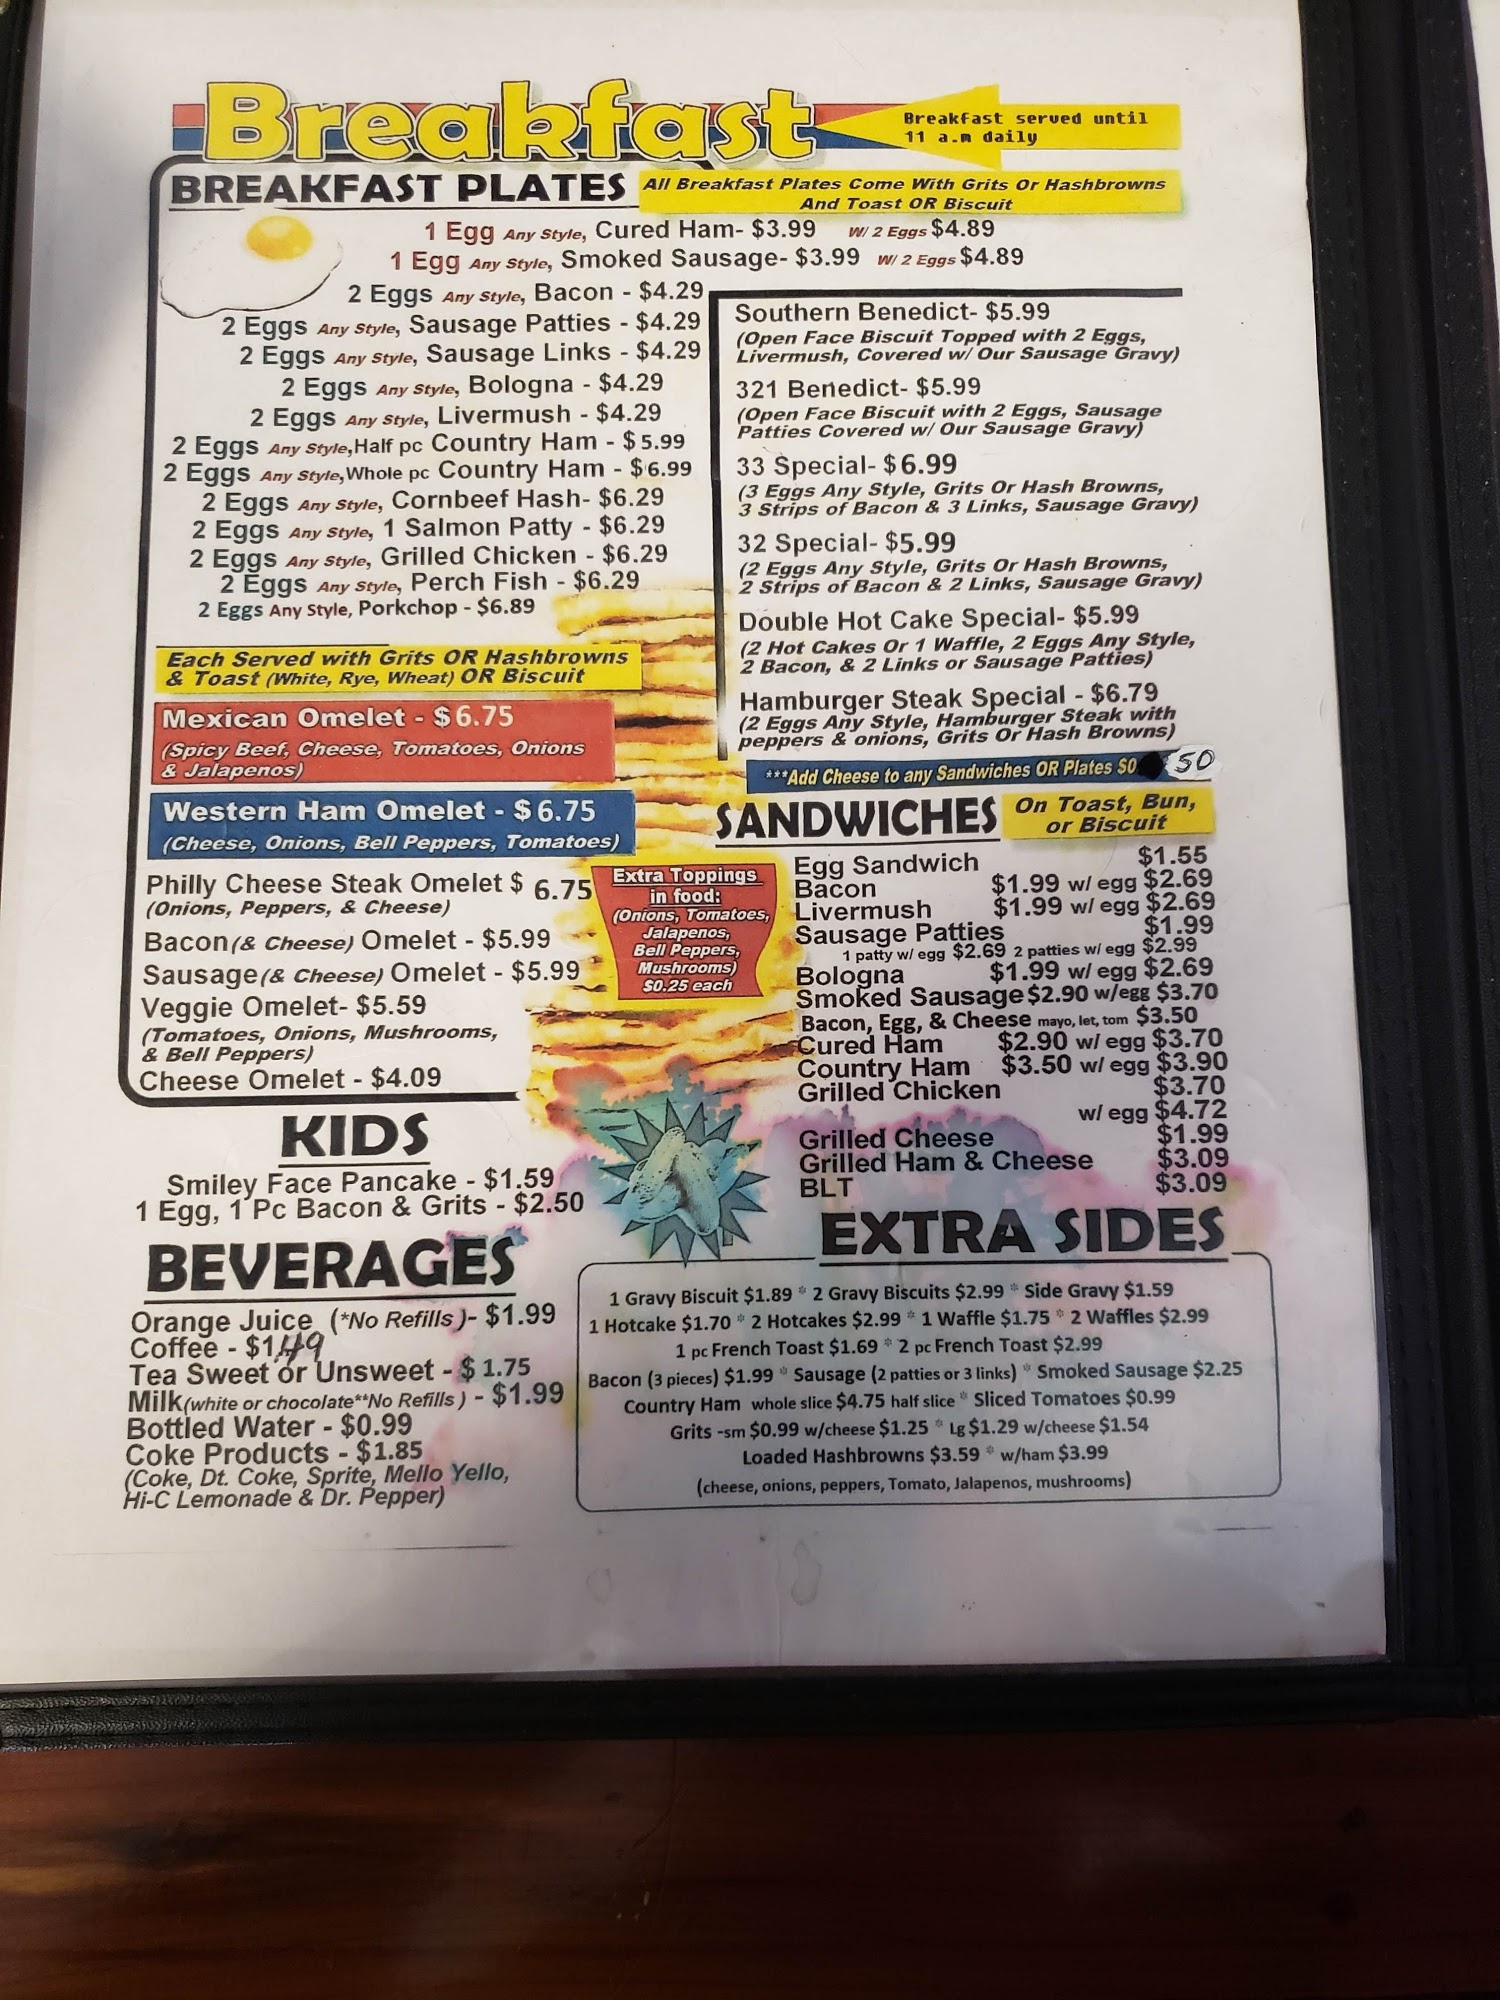 Breakfast
Breakfast served until
11 a.m daily
BREAKFAST PLATES
All Breakfast Plates Come With Grits Or Hashbrowns
And Toast OR Biscuit
1 Egg Any Style, Cured Ham- $3.99 W/ 2 Eggs $4.89
1 Egg Any Style, Smoked Sausage- $3.99 W/ 2 Eggs $4.89
2 Eggs Any Style, Bacon - $4.29
2 Eggs Any Style, Sausage Patties - $4.29
2 Eggs Any Style, Sausage Links - $4.29
2 Eggs Any Style, Bologna - $4.29
2 Eggs Any Style, Livermush - $4.29
2 Eggs Any Style,Half pc Country Ham - $5.99
2 Eggs Any Style,Whole pc Country Ham - $6.99
2 Eggs Any Style, Cornbeef Hash- $6.29
2 Eggs Any Style, 1 Salmon Patty - $6.29
2 Eggs Any Style, Grilled Chicken - $6.29
2 Eggs Any Style, Perch Fish - $6.29
2 Eggs Any Style, Porkchop - $6.89
Each Served with Grits OR Hashbrowns
& Toast (White, Rye, Wheat) OR Biscuit
Mexican Omelet - $6.75
(Spicy Beef, Cheese, Tomatoes, Onions
& Jalapenos)
Western Ham Omelet - $6.75
(Cheese, Onions, Bell Peppers, Tomatoes)
Philly Cheese Steak Omelet $ 6.75
(Onions, Peppers, & Cheese)
Bacon (& Cheese) Omelet - $5.99
Sausage (& Cheese) Omelet - $5.99
Veggie Omelet- $5.59
(Tomatoes, Onions, Mushrooms,
& Bell Peppers)
Cheese Omelet - $4.09
Extra Toppings
in food:
(Onions, Tomatoes,
Jalapenos,
Bell Peppers,
Mushrooms)
$0.25 each
Southern Benedict- $5.99
(Open Face Biscuit Topped with 2 Eggs,
Livermush, Covered w/ Our Sausage Gravy)
321 Benedict- $5.99
(Open Face Biscuit with 2 Eggs, Sausage
Patties Covered w/ Our Sausage Gravy)
33 Special- $6.99
(3 Eggs Any Style, Grits Or Hash Browns,
3 Strips of Bacon & 3 Links, Sausage Gravy)
32 Special- $5.99
(2 Eggs Any Style, Grits Or Hash Browns,
2 Strips of Bacon & 2 Links, Sausage Gravy)
Double Hot Cake Special- $5.99
(2 Hot Cakes Or 1 Waffle, 2 Eggs Any Style,
2 Bacon, & 2 Links or Sausage Patties)
Hamburger Steak Special - $6.79
(2 Eggs Any Style, Hamburger Steak with
peppers & onions, Grits Or Hash Browns)
***Add Cheese to any Sandwiches OR Plates $0 50
SANDWICHES
On Toast, Bun,
or Biscuit
Egg Sandwich $1.55
Bacon $1.99 w/ egg $2.69
Livermush $1.99 w/ egg $2.69
Sausage Patties $1.99
1 patty w/ egg $2.69 2 patties w/ egg $2.99
Bologna $1.99 w/ egg $2.69
Smoked Sausage $2.90 w/egg $3.70
Bacon, Egg, & Cheese mayo, let, tom $3.50
Cured Ham $2.90 w/ egg $3.70
Country Ham $3.50 w/ egg $3.90
Grilled Chicken $3.70
w/ egg $4.72
Grilled Cheese $1.99
Grilled Ham & Cheese $3.09
BLT $3.09
KIDS
Smiley Face Pancake - $1.59
1 Egg, 1 Pc Bacon & Grits - $2.50
BEVERAGES
Orange Juice (*No Refills )- $1.99
Coffee - $1.49
Tea Sweet or Unsweet - $ 1.75
Milk(white or chocolate**No Refills ) - $1.99
Bottled Water - $0.99
Coke Products - $1.85
(Coke, Dt. Coke, Sprite, Mello Yello,
Hi-C Lemonade & Dr. Pepper)
EXTRA SIDES
1 Gravy Biscuit $1.89 * 2 Gravy Biscuits $2.99 * Side Gravy $1.59
1 Hotcake $1.70 * 2 Hotcakes $2.99 * 1 Waffle $1.75 * 2 Waffles $2.99
1 pc French Toast $1.69 * 2 pc French Toast $2.99
Bacon (3 pieces) $1.99 * Sausage (2 patties or 3 links) * Smoked Sausage $2.25
Country Ham whole slice $4.75 half slice * Sliced Tomatoes $0.99
Grits -sm $0.99 w/cheese $1.25 * Lg $1.29 w/cheese $1.54
Loaded Hashbrowns $3.59 * w/ham $3.99
(cheese, onions, peppers, Tomato, Jalapenos, mushrooms)